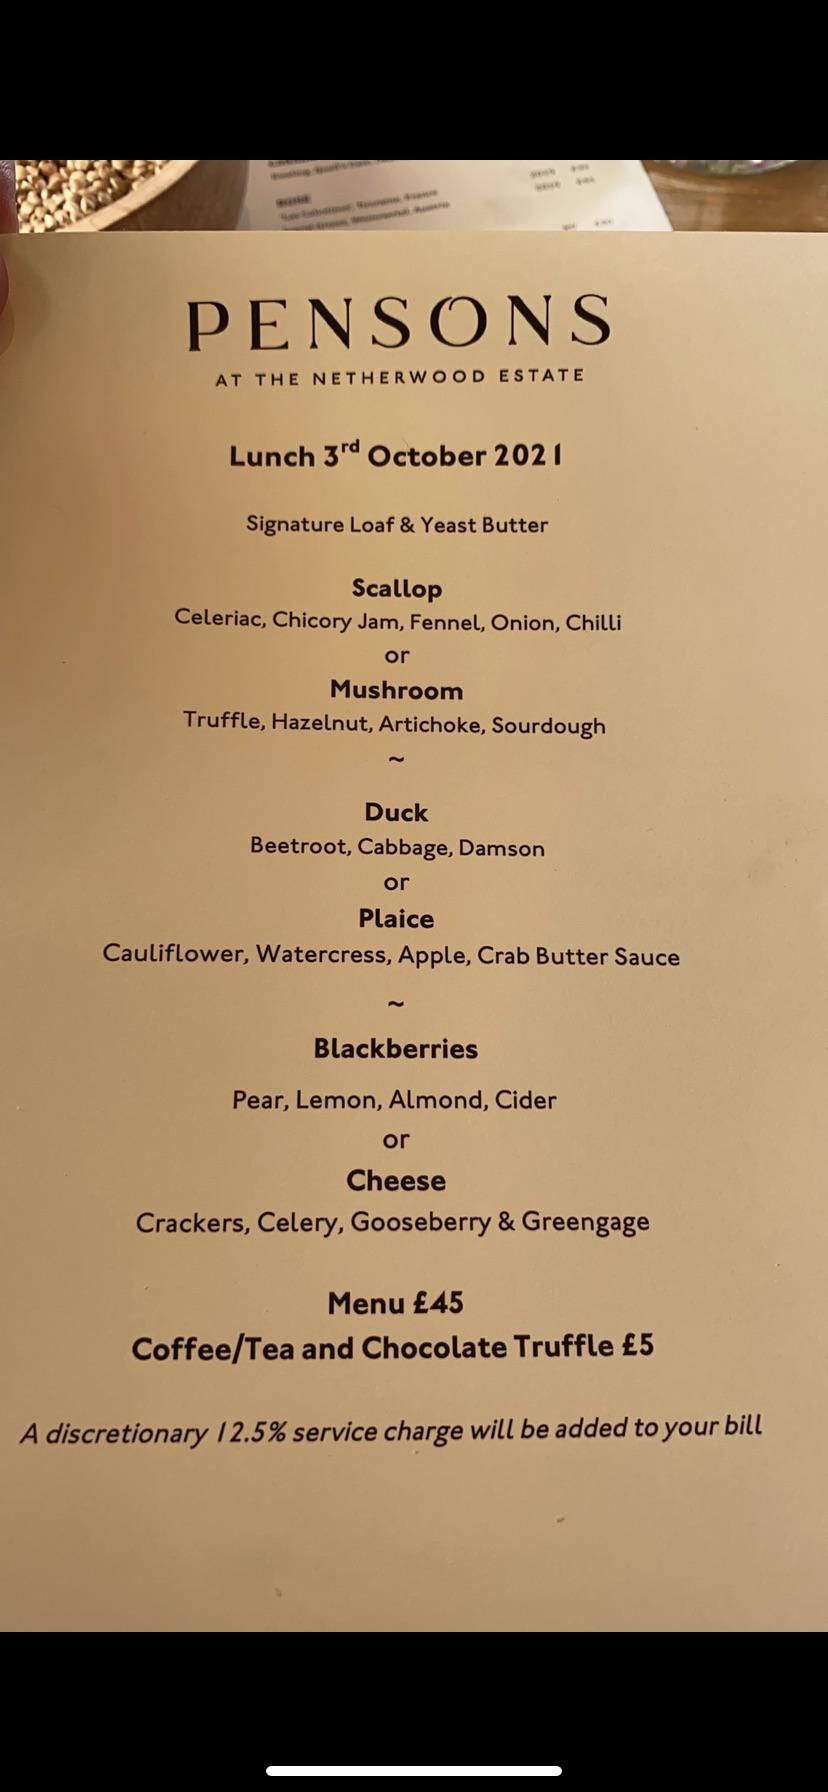 PENSONS
AT THE NETHERWOOD ESTATE
Lunch 3rd October 2021
Signature Loaf & Yeast Butter
Scallop
Celeriac, Chicory Jam, Fennel, Onion, Chilli
or
Mushroom
Truffle, Hazelnut, Artichoke, Sourdough
~
Duck
Beetroot, Cabbage, Damson
or
Plaice
Cauliflower, Watercress, Apple, Crab Butter Sauce
~
Blackberries
Pear, Lemon, Almond, Cider
or
Cheese
Crackers, Celery, Gooseberry & Greengage
Menu £45
Coffee/Tea and Chocolate Truffle £5
A discretionary 12.5% service charge will be added to your bill